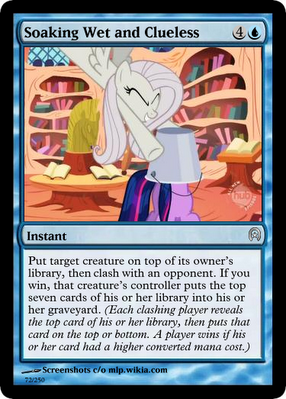 Soaking Wet and Clueless 4
Instant
Put target creature on top of its owner's
library, then clash with an opponent. If you
win, that creature's controller puts the top
seven cards of his or her library into his or
her graveyard. (Each clashing player reveals
the top card of his or her library, then puts that
card on the top or bottom. A player wins if his
or her card had a higher converted mana cost.)
Screenshots c/o mlp.wikia.com
72/250